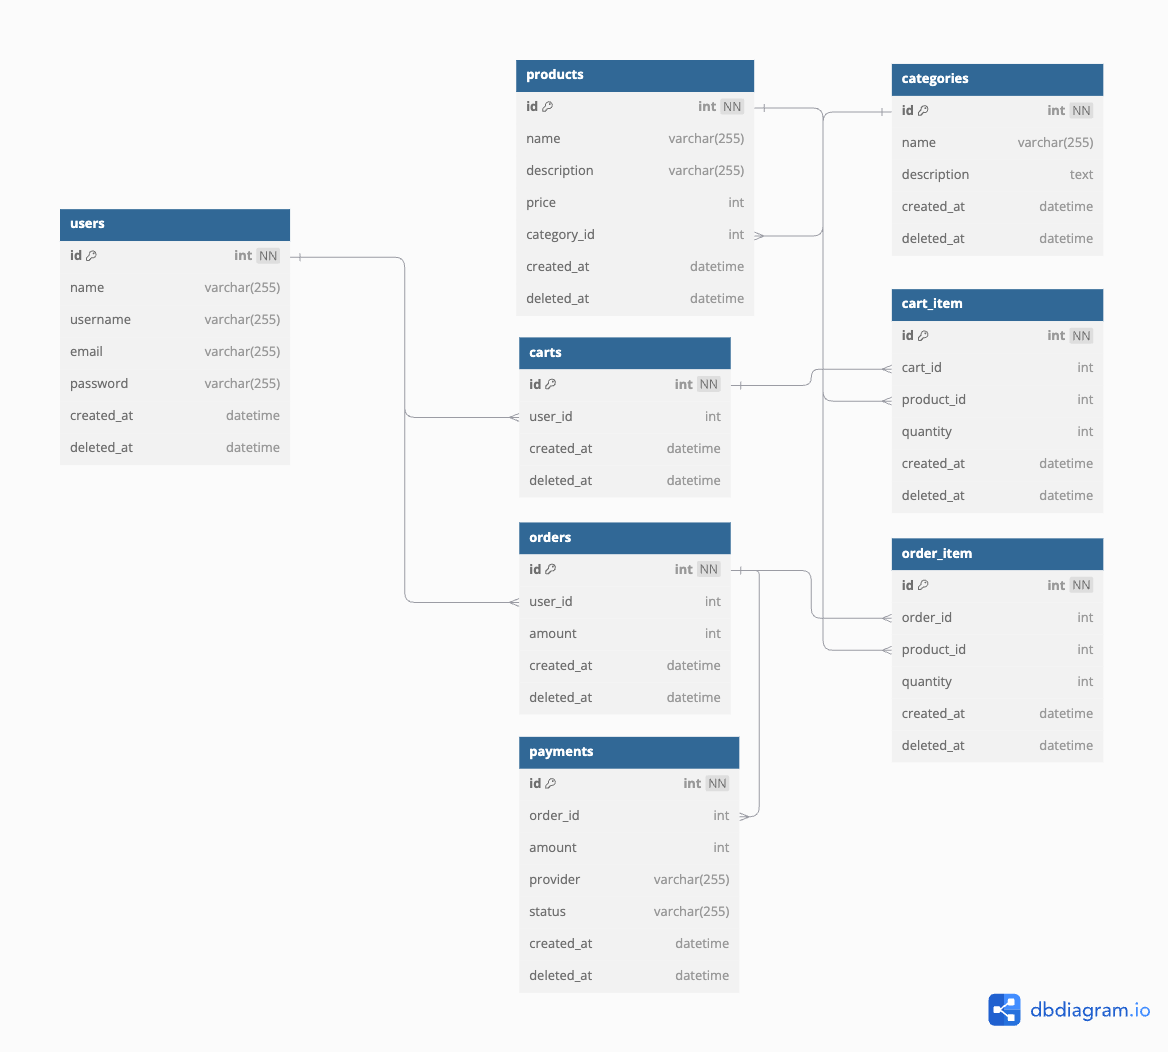 products
id int NN
name varchar(255)
description varchar(255)
price int
category_id int
created_at datetime
deleted_at datetime
categories
id int NN
name varchar(255)
description text
created_at datetime
deleted_at datetime
users
id int NN
name varchar(255)
username varchar(255)
email varchar(255)
password varchar(255)
created_at datetime
deleted_at datetime
carts
id int NN
user_id int
created_at datetime
deleted_at datetime
cart_item
id int NN
cart_id int
product_id int
quantity int
created_at datetime
deleted_at datetime
orders
id int NN
user_id int
amount int
created_at datetime
deleted_at datetime
order_item
id int NN
order_id int
product_id int
quantity int
created_at datetime
deleted_at datetime
payments
id int NN
order_id int
amount int
provider varchar(255)
status varchar(255)
created_at datetime
deleted_at datetime
dbdiagram.io